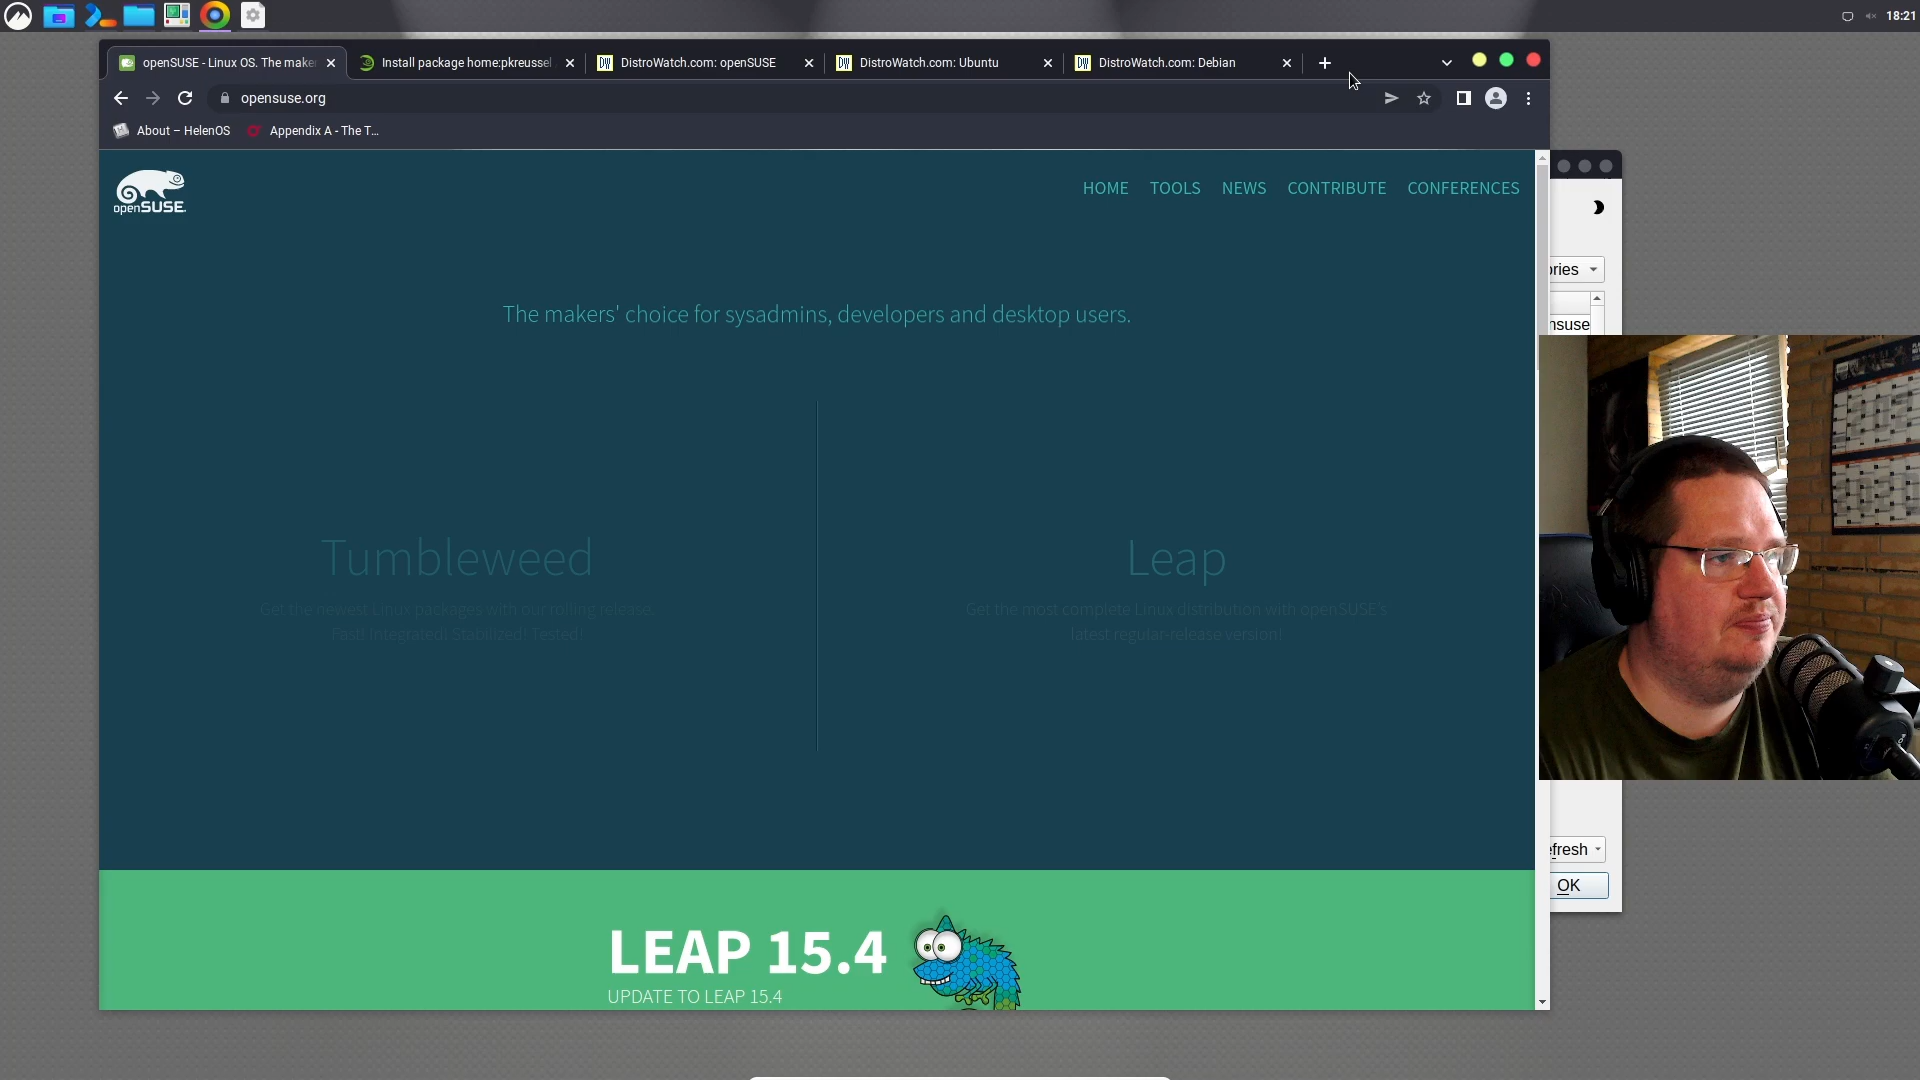 18:21
openSUSE - Linux OS. The make
Install package home:pkreussel
DistroWatch.com: openSUSE
DistroWatch.com: Ubuntu
DistroWatch.com: Debian
opensuse.org
About – HelenOS
Appendix A - The T...
openSUSE.
HOME
TOOLS
NEWS
CONTRIBUTE
CONFERENCES
ories
nsuse
The makers' choice for sysadmins, developers and desktop users.
Tumbleweed
Get the newest Linux packages with our rolling release.
Fast! Integrated! Stabilized! Tested!
Leap
Get the most complete Linux distribution with openSUSE's
latest regular-release version!
efresh
OK
LEAP 15.4
UPDATE TO LEAP 15.4